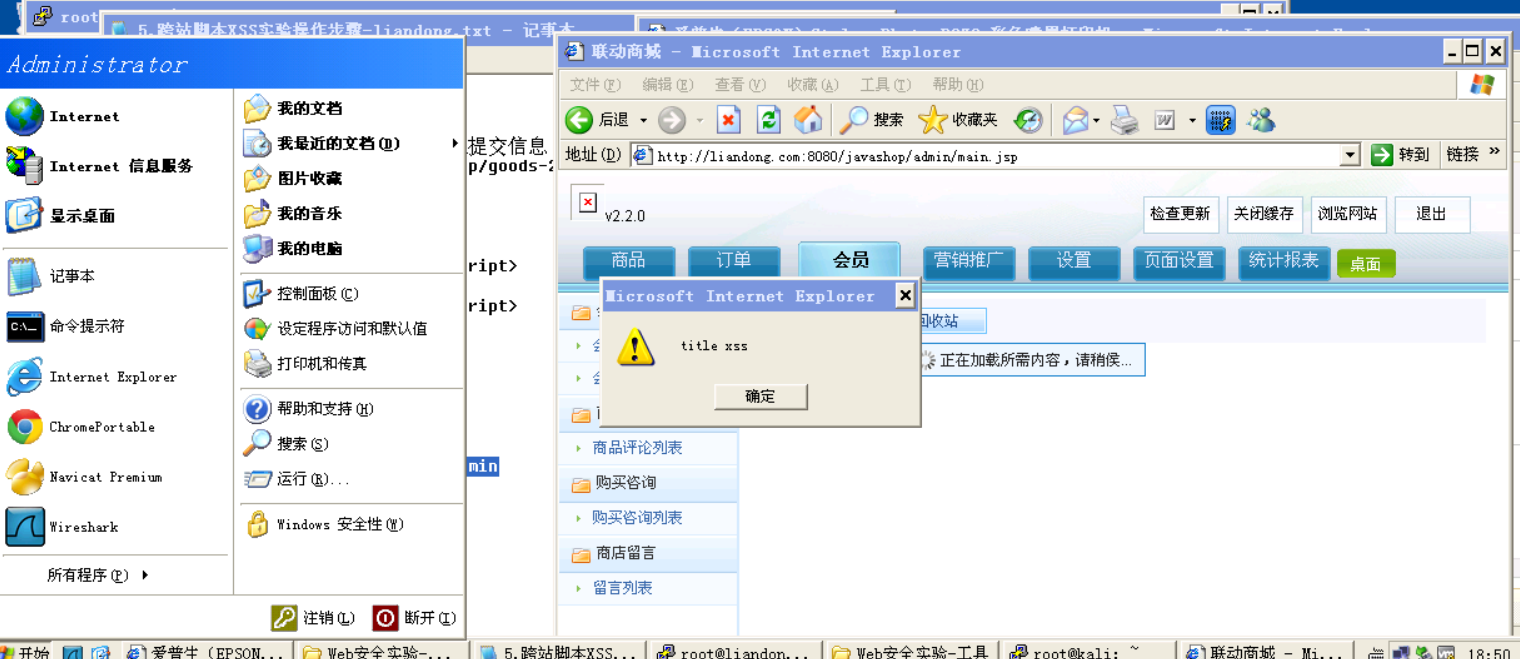 root
5.跨站脚本XSS实验操作步骤-liandong.txt - 记事本
Administrator
Internet
Internet 信息服务
显示桌面
记事本
命令提示符
Internet Explorer
ChromePortable
Navicat Premium
Wireshark
所有程序(P)
我的文档
我最近的文档(D)
图片收藏
我的音乐
我的电脑
控制面板(C)
设定程序访问和默认值
打印机和传真
帮助和支持(H)
搜索(S)
运行(R)...
Windows 安全性(W)
注销(L)
断开(I)
提交信息
p/goods-2
ript>
ript>
min
联动商城 - Microsoft Internet Explorer
文件(F) 编辑(E) 查看(V) 收藏(A) 工具(T) 帮助(H)
后退 搜索 收藏夹
地址(D) http://liandong.com:8080/javashop/admin/main.jsp 转到 链接 »
v2.2.0
检查更新 关闭缓存 浏览网站 退出
商品 订单 会员 营销推广 设置 页面设置 统计报表 桌面
回收站
正在加载所需内容，请稍侯...
Microsoft Internet Explorer
title xss
确定
商品评论列表
购买咨询
购买咨询列表
商店留言
留言列表
开始 爱普生（EPSON... Web安全实验-... 5.跨站脚本XSS... root@liandon... Web安全实验-工具 root@kali: ~ 联动商城 - Mi... 18:50